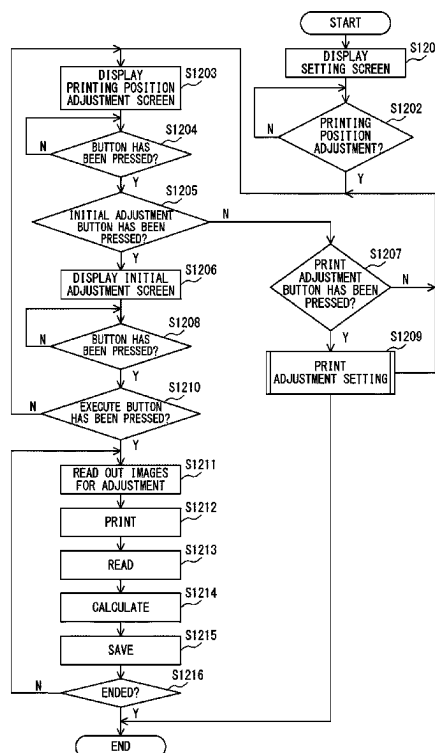 START
DISPLAY
SETTING SCREEN
S120
PRINTING
POSITION
ADJUSTMENT?
S1202
N
Y
DISPLAY
PRINTING POSITION
ADJUSTMENT SCREEN
S1203
BUTTON HAS
BEEN PRESSED?
S1204
N
Y
INITIAL ADJUSTMENT
BUTTON HAS BEEN
PRESSED?
S1205
N
Y
DISPLAY INITIAL
ADJUSTMENT SCREEN
S1206
PRINT
ADJUSTMENT
BUTTON HAS BEEN
PRESSED?
S1207
N
Y
BUTTON HAS
BEEN PRESSED?
S1208
N
Y
PRINT
ADJUSTMENT SETTING
S1209
EXECUTE BUTTON
HAS BEEN PRESSED?
S1210
N
Y
READ OUT IMAGES
FOR ADJUSTMENT
S1211
PRINT
S1212
READ
S1213
CALCULATE
S1214
SAVE
S1215
ENDED?
S1216
N
Y
END